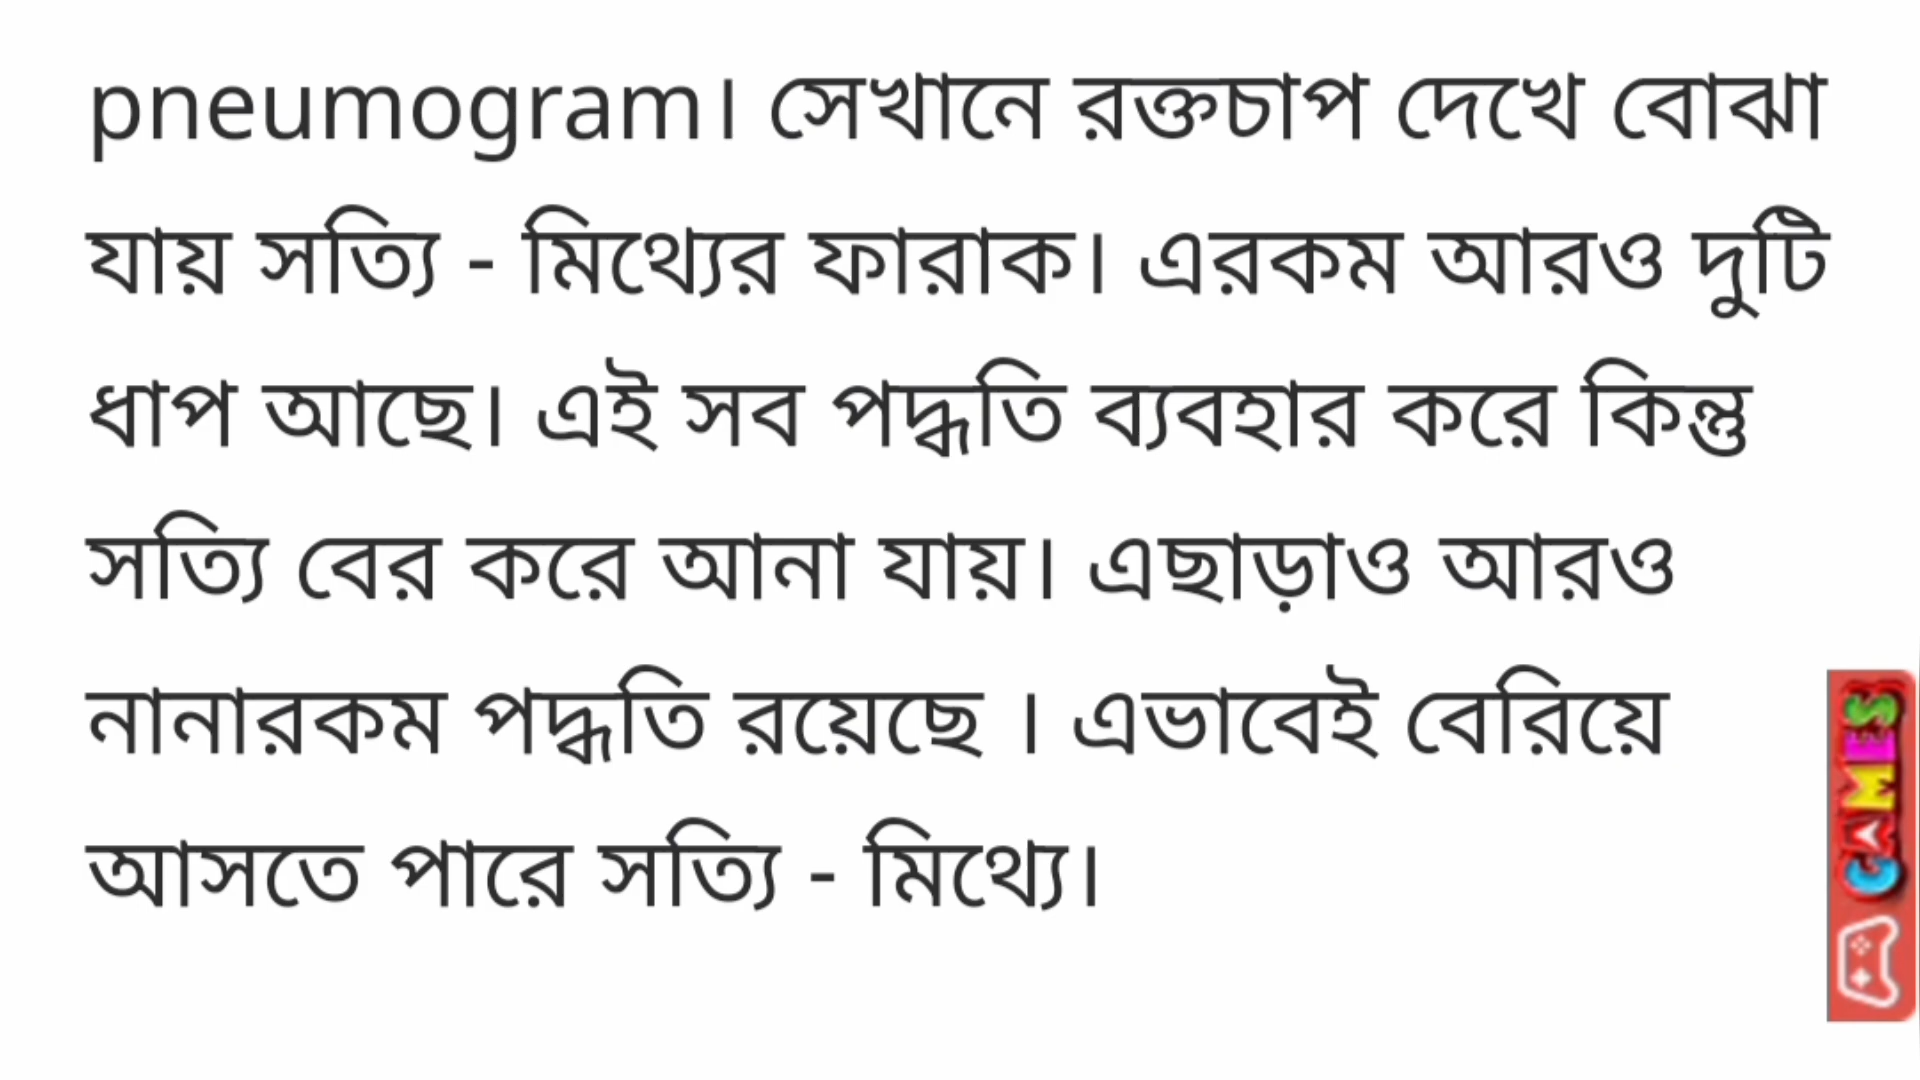 pneumogram। সেখানে রক্তচাপ দেখে বোঝা
যায় সত্যি - মিথ্যের ফারাক। এরকম আরও দুটি
ধাপ আছে। এই সব পদ্ধতি ব্যবহার করে কিন্তু
সত্যি বের করে আনা যায়। এছাড়াও আরও
নানারকম পদ্ধতি রয়েছে । এভাবেই বেরিয়ে
আসতে পারে সত্যি - মিথ্যে।
GAMES